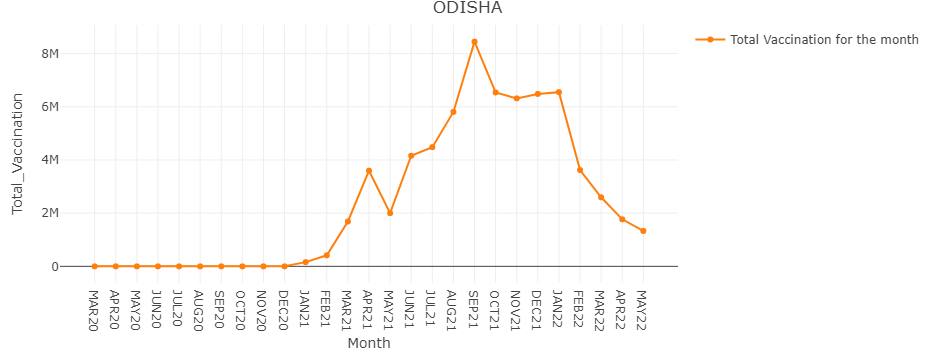 ODISHA
Total Vaccination for the month
Total_Vaccination
8M
6M
4M
2M
0
MAR20
APR20
MAY20
JUN20
JUL20
AUG20
SEP20
OCT20
NOV20
DEC20
JAN21
FEB21
MAR21
APR21
MAY21
JUN21
JUL21
AUG21
SEP21
OCT21
NOV21
DEC21
JAN22
FEB22
MAR22
APR22
MAY22
Month